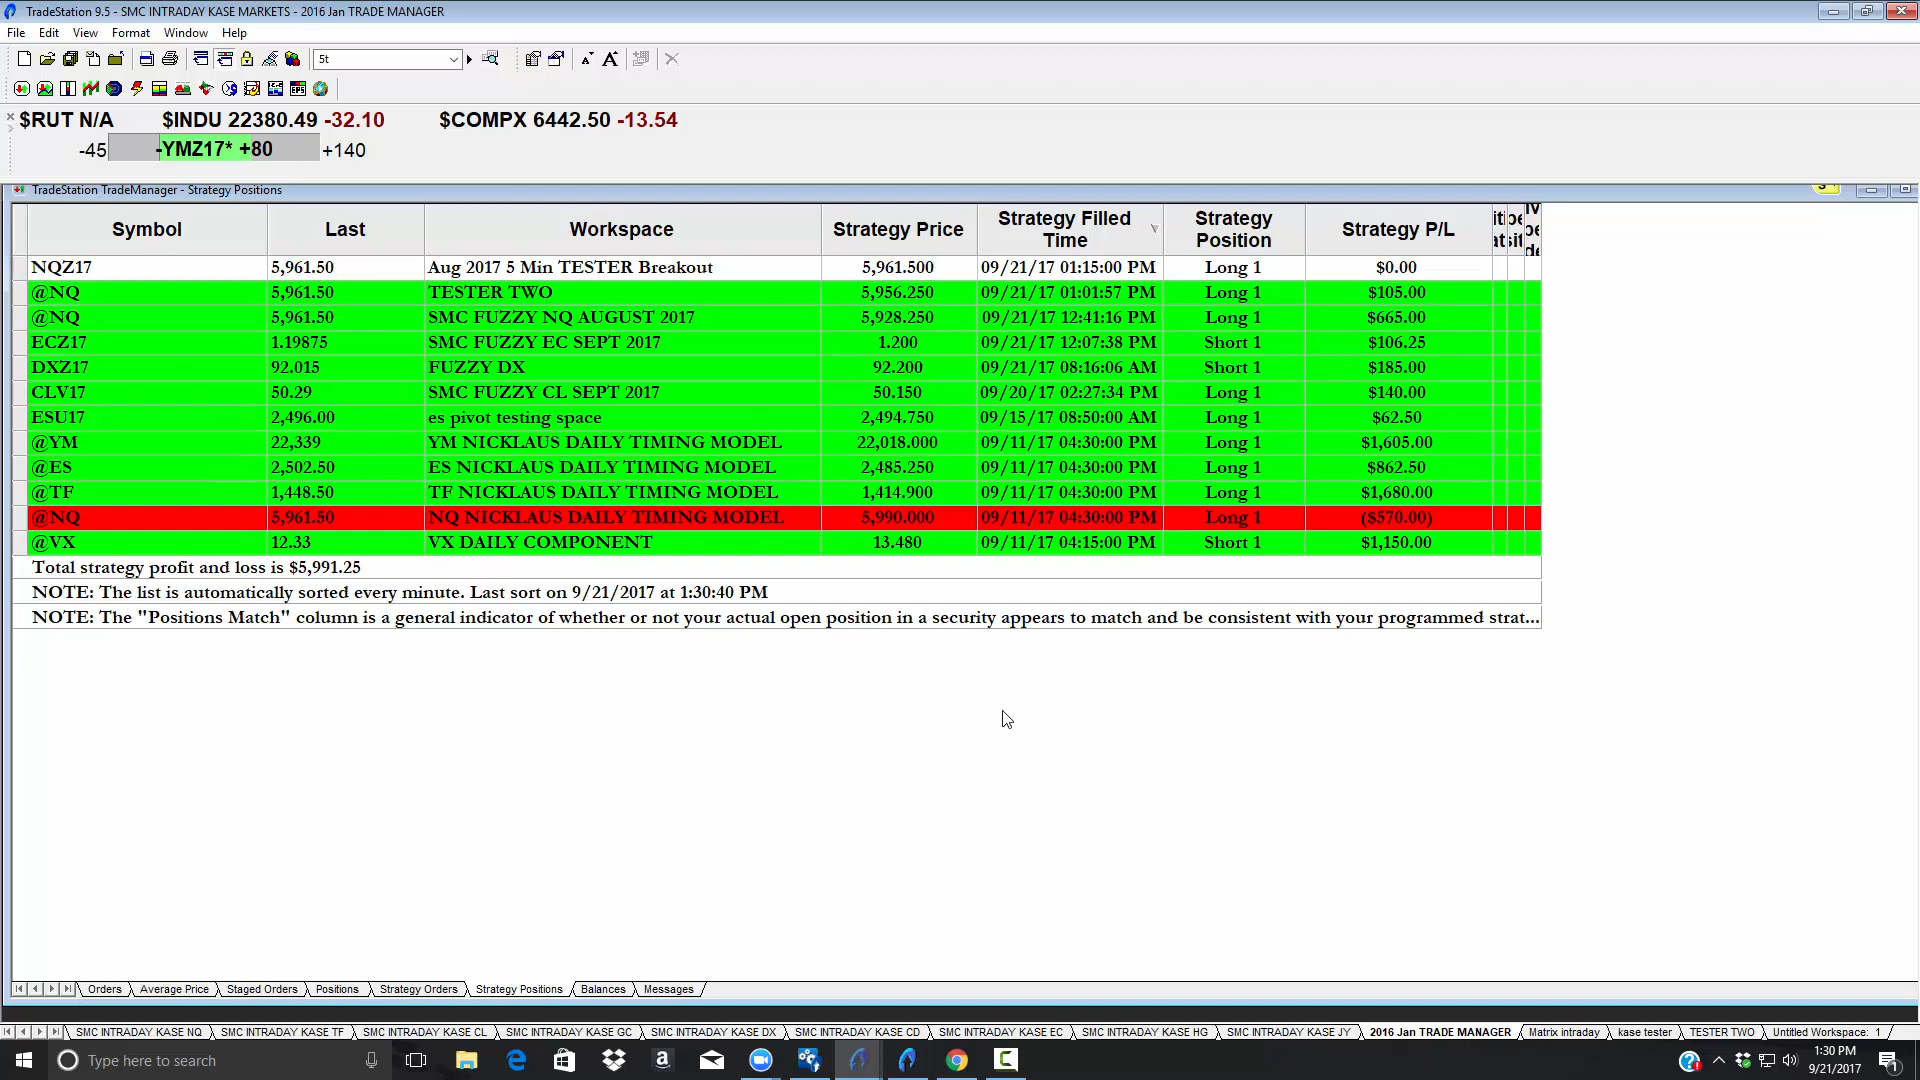 TradeStation 9.5 - SMC INTRADAY KASE MARKETS - 2016 Jan TRADE MANAGER
File Edit View Format Window Help
5t
$RUT N/A $INDU 22380.49 -32.10 $COMPX 6442.50 -13.54
-45 -YMZ17* +80 +140
TradeStation TradeManager - Strategy Positions
Symbol Last Workspace Strategy Price Strategy Filled Time Strategy Position Strategy P/L
NQZ17 5,961.50 Aug 2017 5 Min TESTER Breakout 5,961.500 09/21/17 01:15:00 PM Long 1 $0.00
@NQ 5,961.50 TESTER TWO 5,956.250 09/21/17 01:01:57 PM Long 1 $105.00
@NQ 5,961.50 SMC FUZZY NQ AUGUST 2017 5,928.250 09/21/17 12:41:16 PM Long 1 $665.00
ECZ17 1.19875 SMC FUZZY EC SEPT 2017 1.200 09/21/17 12:07:38 PM Short 1 $106.25
DXZ17 92.015 FUZZY DX 92.200 09/21/17 08:16:06 AM Short 1 $185.00
CLV17 50.29 SMC FUZZY CL SEPT 2017 50.150 09/20/17 02:27:34 PM Long 1 $140.00
ESU17 2,496.00 es pivot testing space 2,494.750 09/15/17 08:50:00 AM Long 1 $62.50
@YM 22,339 YM NICKLAUS DAILY TIMING MODEL 22,018.000 09/11/17 04:30:00 PM Long 1 $1,605.00
@ES 2,502.50 ES NICKLAUS DAILY TIMING MODEL 2,485.250 09/11/17 04:30:00 PM Long 1 $862.50
@TF 1,448.50 TF NICKLAUS DAILY TIMING MODEL 1,414.900 09/11/17 04:30:00 PM Long 1 $1,680.00
@NQ 5,961.50 NQ NICKLAUS DAILY TIMING MODEL 5,990.000 09/11/17 04:30:00 PM Long 1 ($570.00)
@VX 12.33 VX DAILY COMPONENT 13.480 09/11/17 04:15:00 PM Short 1 $1,150.00
Total strategy profit and loss is $5,991.25
NOTE: The list is automatically sorted every minute. Last sort on 9/21/2017 at 1:30:40 PM
NOTE: The "Positions Match" column is a general indicator of whether or not your actual open position in a security appears to match and be consistent with your programmed strat...
Orders Average Price Staged Orders Positions Strategy Orders Strategy Positions Balances Messages
SMC INTRADAY KASE NQ SMC INTRADAY KASE TF SMC INTRADAY KASE CL SMC INTRADAY KASE GC SMC INTRADAY KASE DX SMC INTRADAY KASE CD SMC INTRADAY KASE EC SMC INTRADAY KASE HG SMC INTRADAY KASE JY 2016 Jan TRADE MANAGER Matrix intraday kase tester TESTER TWO Untitled Workspace: 1
Type here to search
1:30 PM
9/21/2017